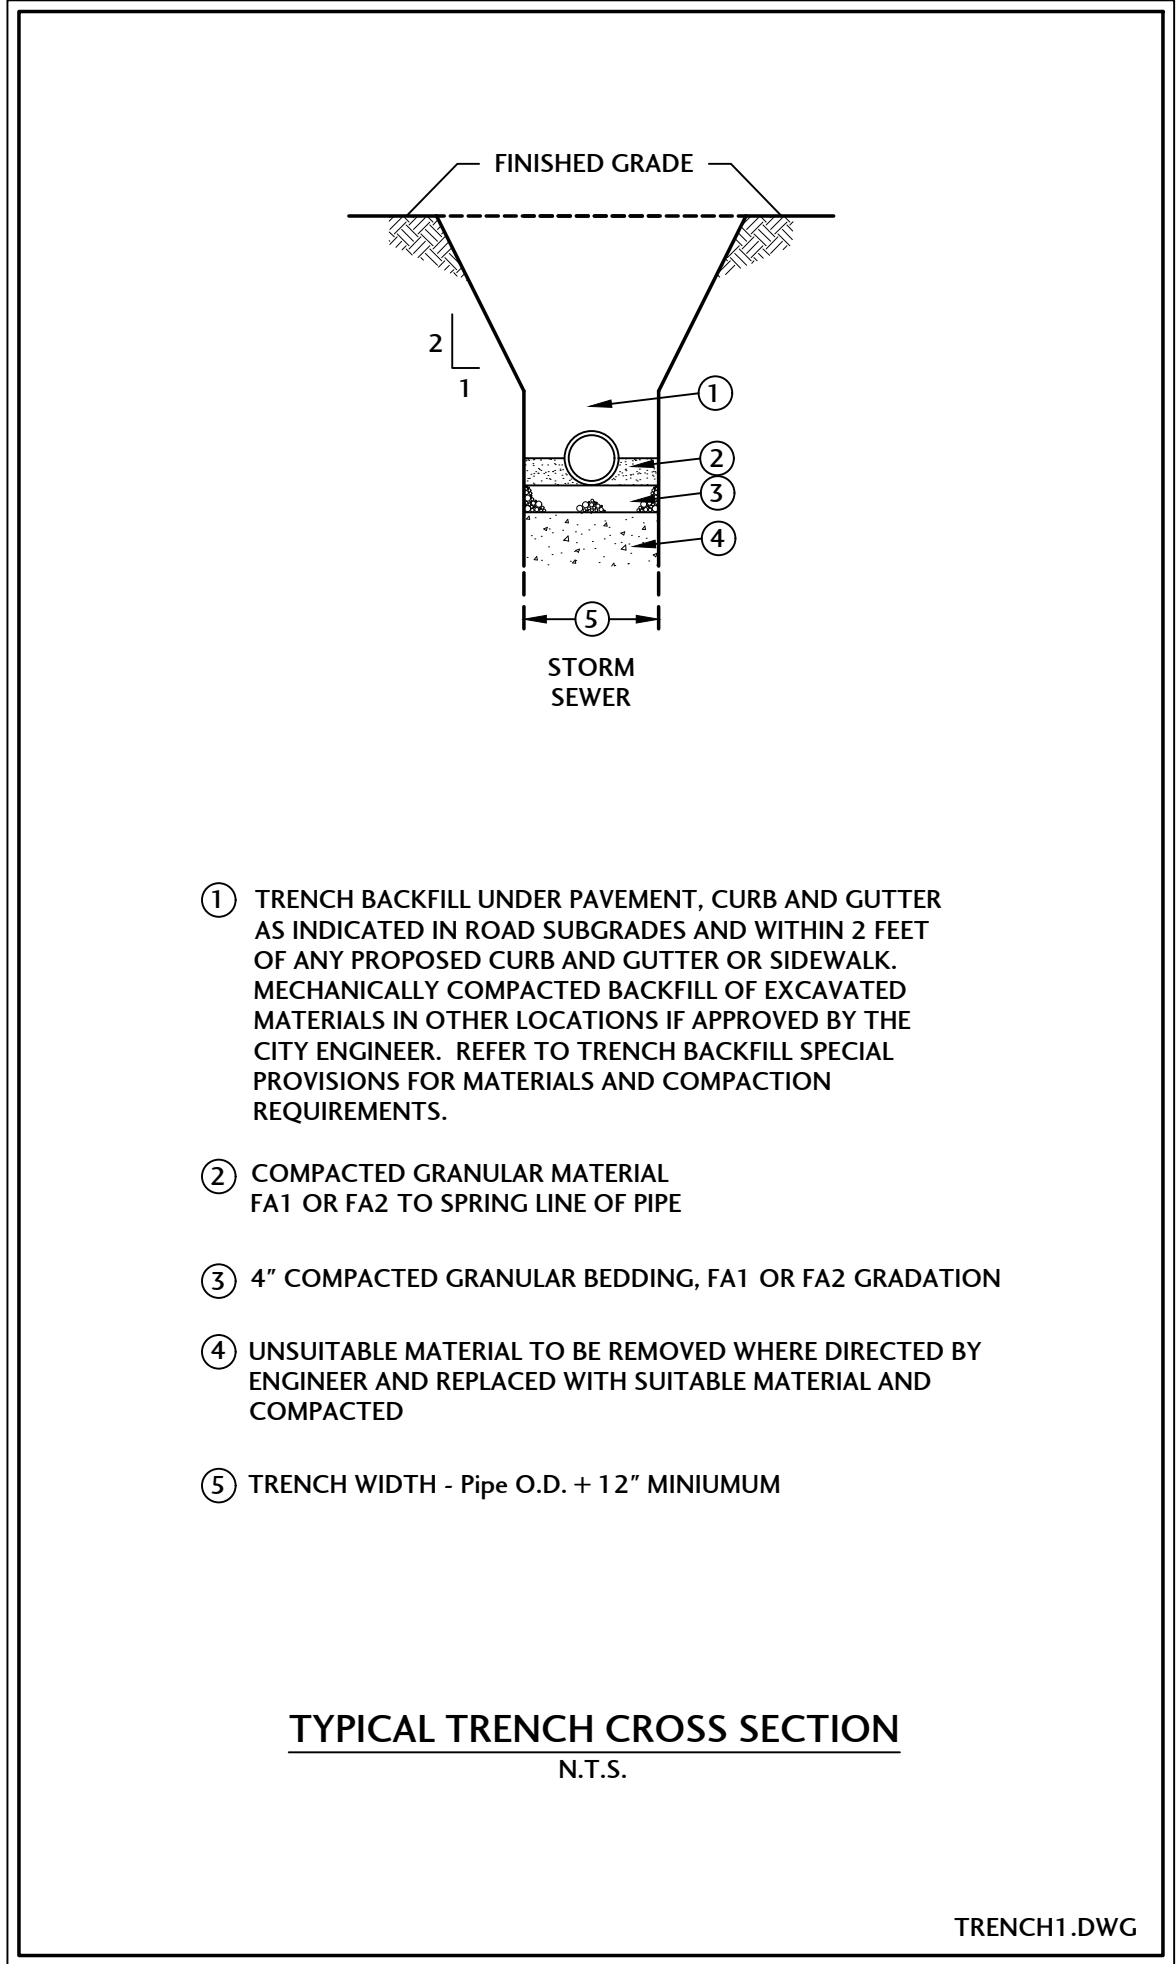 FINISHED GRADE
2
1
1
2
3
4
5
STORM
SEWER
1 TRENCH BACKFILL UNDER PAVEMENT, CURB AND GUTTER
AS INDICATED IN ROAD SUBGRADES AND WITHIN 2 FEET
OF ANY PROPOSED CURB AND GUTTER OR SIDEWALK.
MECHANICALLY COMPACTED BACKFILL OF EXCAVATED
MATERIALS IN OTHER LOCATIONS IF APPROVED BY THE
CITY ENGINEER. REFER TO TRENCH BACKFILL SPECIAL
PROVISIONS FOR MATERIALS AND COMPACTION
REQUIREMENTS.
2 COMPACTED GRANULAR MATERIAL
FA1 OR FA2 TO SPRING LINE OF PIPE
3 4" COMPACTED GRANULAR BEDDING, FA1 OR FA2 GRADATION
4 UNSUITABLE MATERIAL TO BE REMOVED WHERE DIRECTED BY
ENGINEER AND REPLACED WITH SUITABLE MATERIAL AND
COMPACTED
5 TRENCH WIDTH - Pipe O.D. + 12" MINIUMUM
TYPICAL TRENCH CROSS SECTION
N.T.S.
TRENCH1.DWG